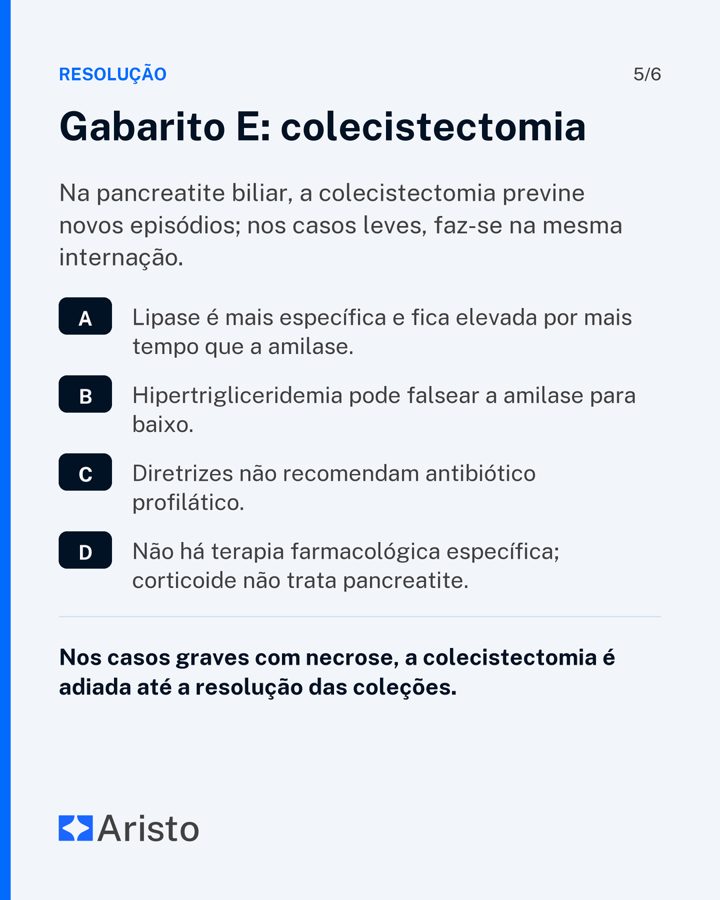 RESOLUÇÃO
5/6
Gabarito E: colecistectomia
Na pancreatite biliar, a colecistectomia previne
novos episódios; nos casos leves, faz-se na mesma
internação.
A
Lipase é mais específica e fica elevada por mais
tempo que a amilase.
B
Hipertrigliceridemia pode falsear a amilase para
baixo.
C
Diretrizes não recomendam antibiótico
profilático.
D
Não há terapia farmacológica específica;
corticoide não trata pancreatite.
Nos casos graves com necrose, a colecistectomia é
adiada até a resolução das coleções.
Aristo